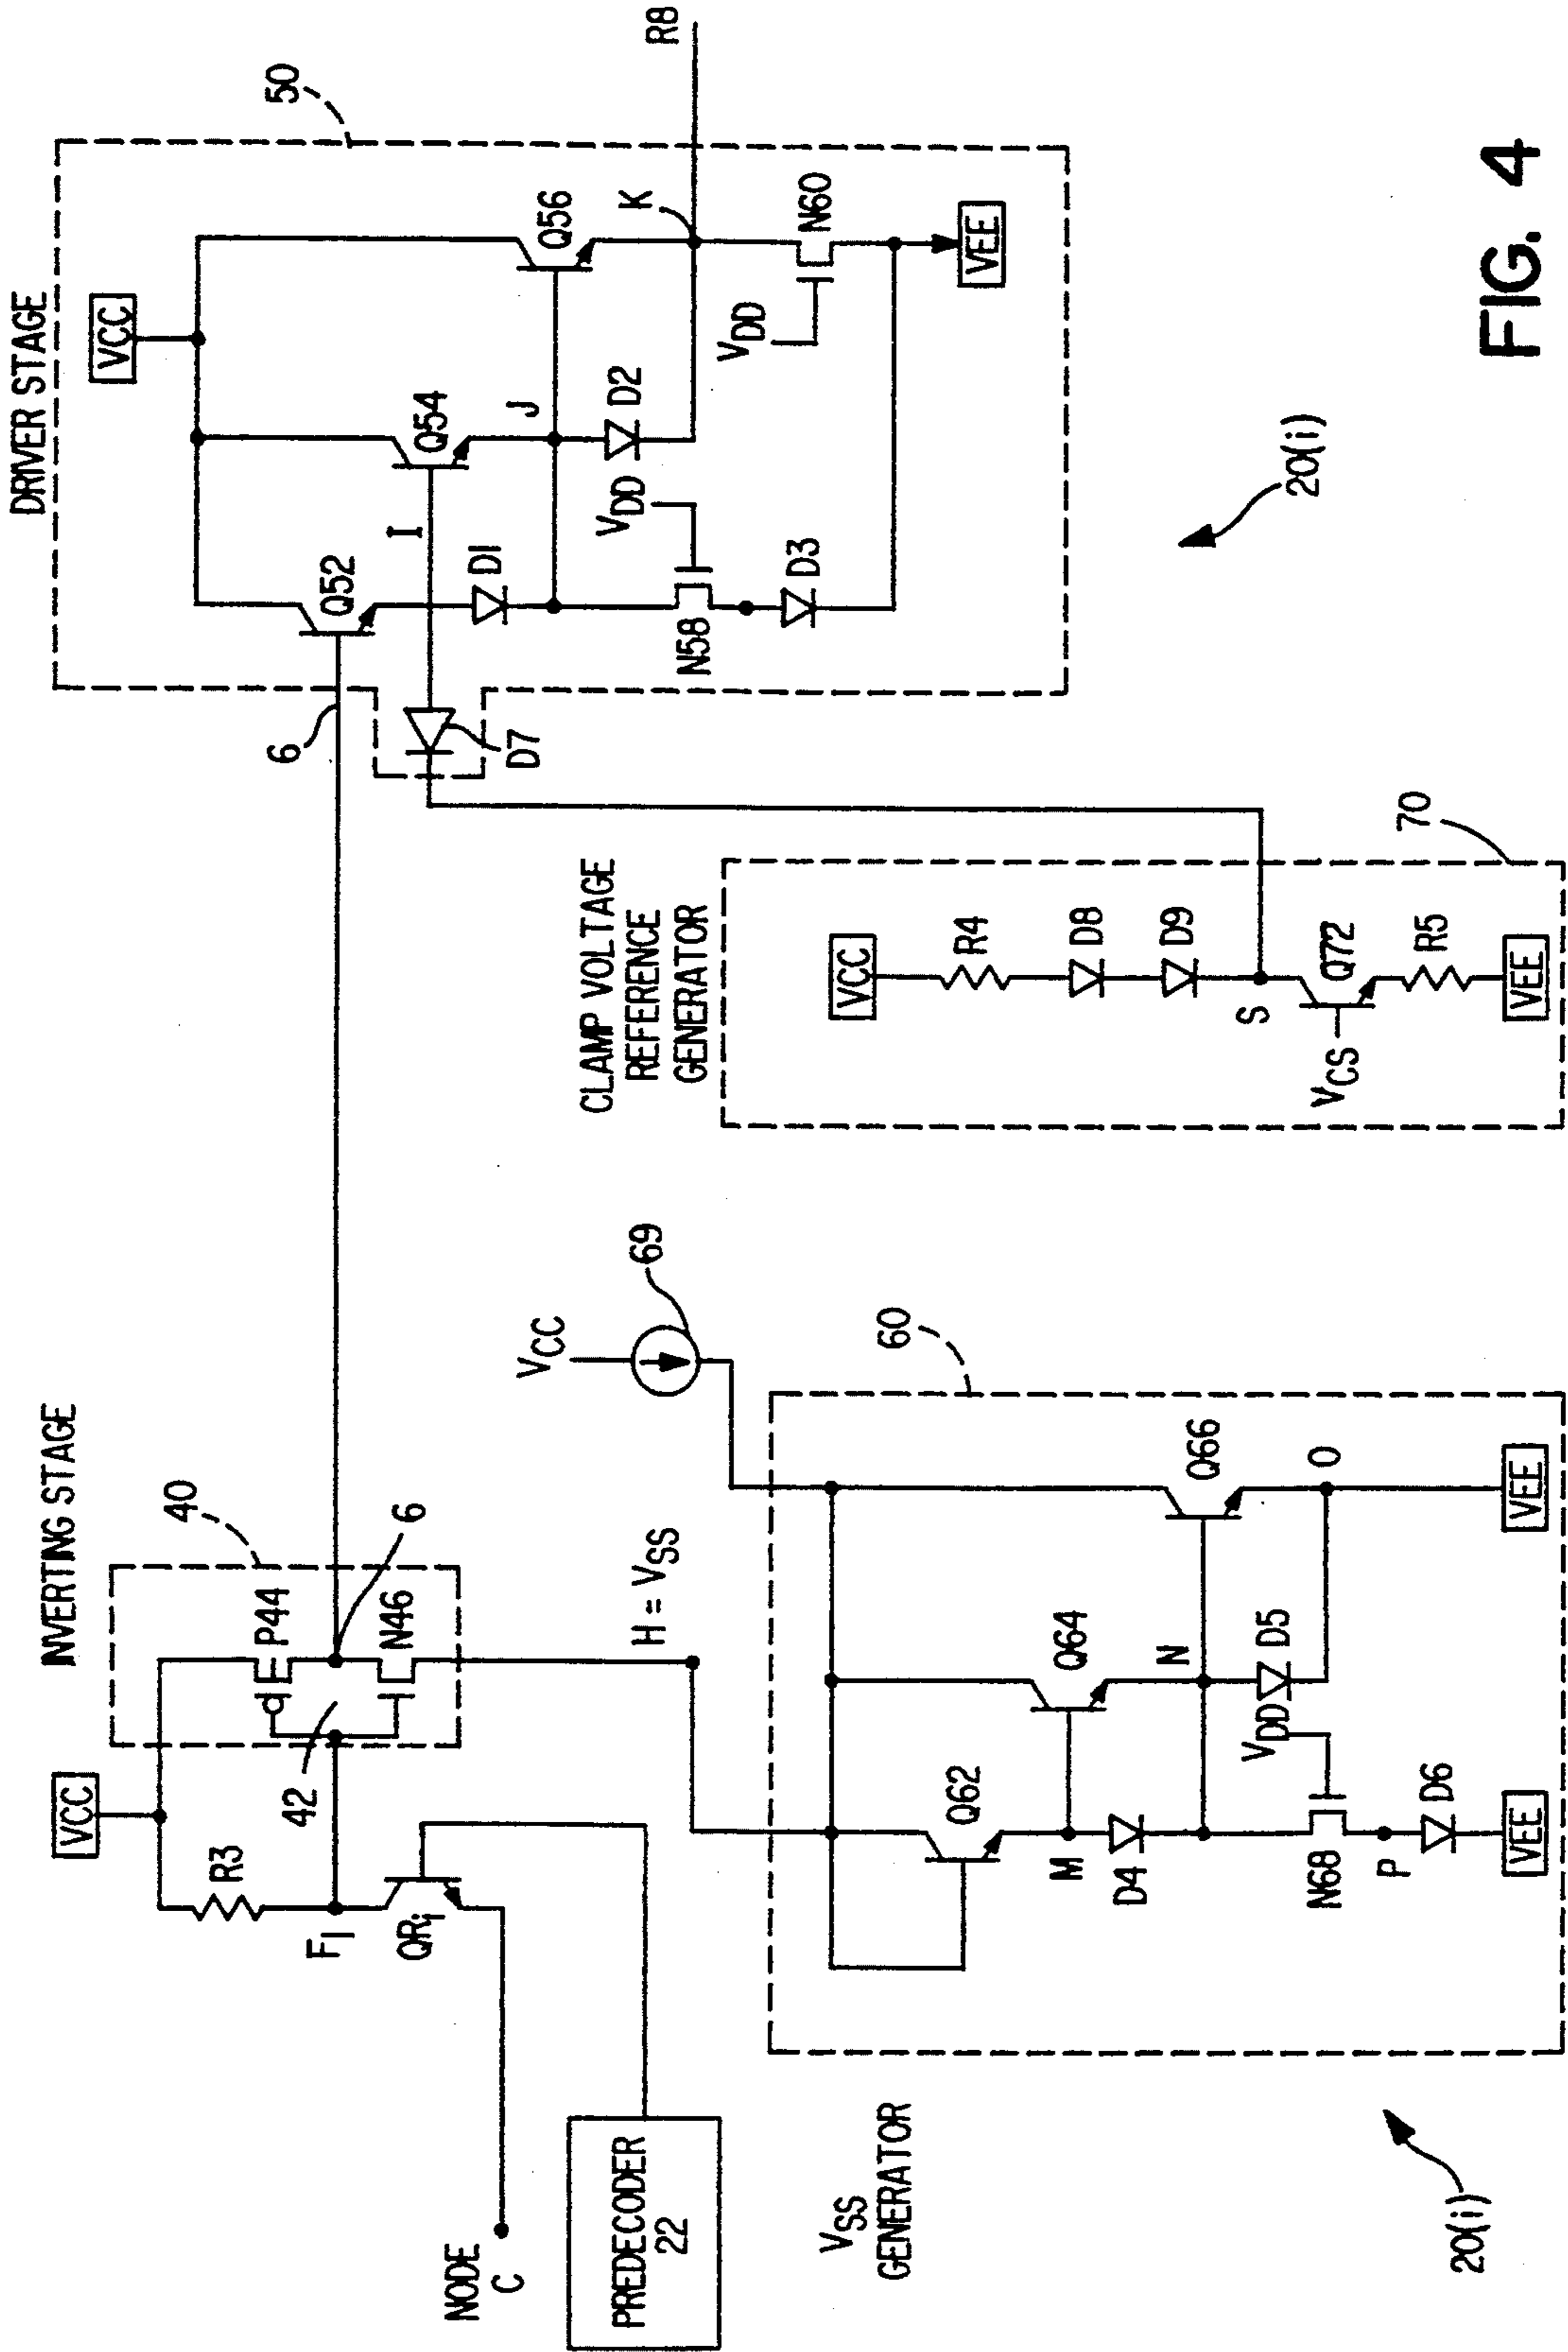 INVERTING STAGE
VCC
40
R3
42
P44
6
N46
F1
QRi
NODE
C
PREDECODER
22
H = VSS
VCC
69
VSS
GENERATOR
60
Q62
Q64
Q66
M
N
D4
D5
O
VDD
N68
P
D6
VEE
VEE
20(i)
DRIVER STAGE
50
VCC
6
Q52
Q54
Q56
I
J
K
R8
D1
D2
D7
VDD
VDD
N58
N60
D3
VEE
CLAMP VOLTAGE
REFERENCE
GENERATOR
70
VCC
R4
D8
D9
S
Q72
VCS
R5
VEE
20(i)
FIG. 4